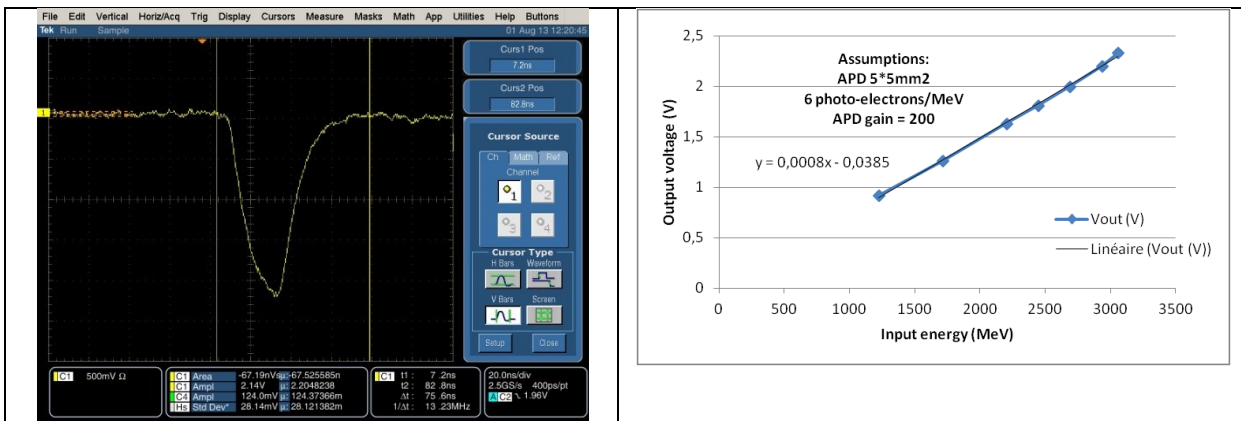 File Edit Vertical Horiz/Acq Trig Display Cursors Measure Masks Math App Utilities Help Buttons
Tek Run Sample 01 Aug 13 12:20:45
Curs1 Pos
7.2ns
Curs2 Pos
82.8ns
1
Cursor Source
Ch Math Ref
Channel
1 2
3 4
Cursor Type
H Bars Waveform
V Bars Screen
Setup Close
C1 500mV Ω
C1 Area -67.19nVs µ: -67.525585n
C1 Ampl 2.14V µ: 2.2048238
C4 Ampl 124.0mV µ: 124.37366m
Hs Std Dev* 28.14mV µ: 28.121382m
C1 t1 : 7 .2ns
t2 : 82 .8ns
Δt : 75 .6ns
1/Δt : 13 .23MHz
20.0ns/div
2.5GS/s 400ps/pt
A C2 \ 1.96V
2,5
2
1,5
1
0,5
0
Output voltage (V)
Assumptions:
APD 5*5mm2
6 photo-electrons/MeV
APD gain = 200
y = 0,0008x - 0,0385
Vout (V)
Linéaire (Vout (V))
0 500 1000 1500 2000 2500 3000 3500
Input energy (MeV)